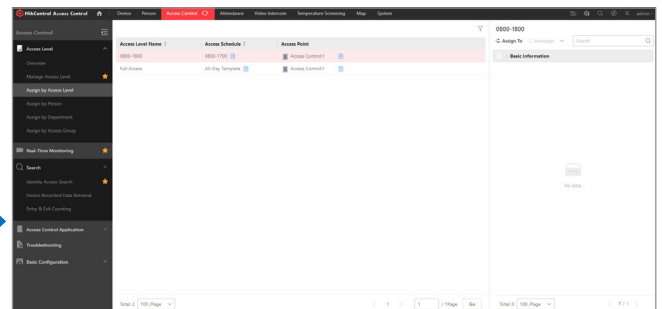 HikCentral Access Control Device Person Access Control Attendance Video Intercom Temperature Screening Map System admin
Access Control
Access Level
Overview
Manage Access Level
Assign by Access Level
Assign by Person
Assign by Department
Assign by Access Group
Real-Time Monitoring
Search
Identity Access Search
Device Recorded Data Retrieval
Entry & Exit Counting
Access Control Application
Troubleshooting
Basic Configuration
Access Level Name Access Schedule Access Point
0800-1800 0800-1700 Access Control1
Full Access All-Day Template Access Control1
Total: 2 100 /Page 1 1 / 1Page Go
0800-1800
Assign To Unassign Search
Basic Information
No data.
Total: 0 100 /Page 1 / 1